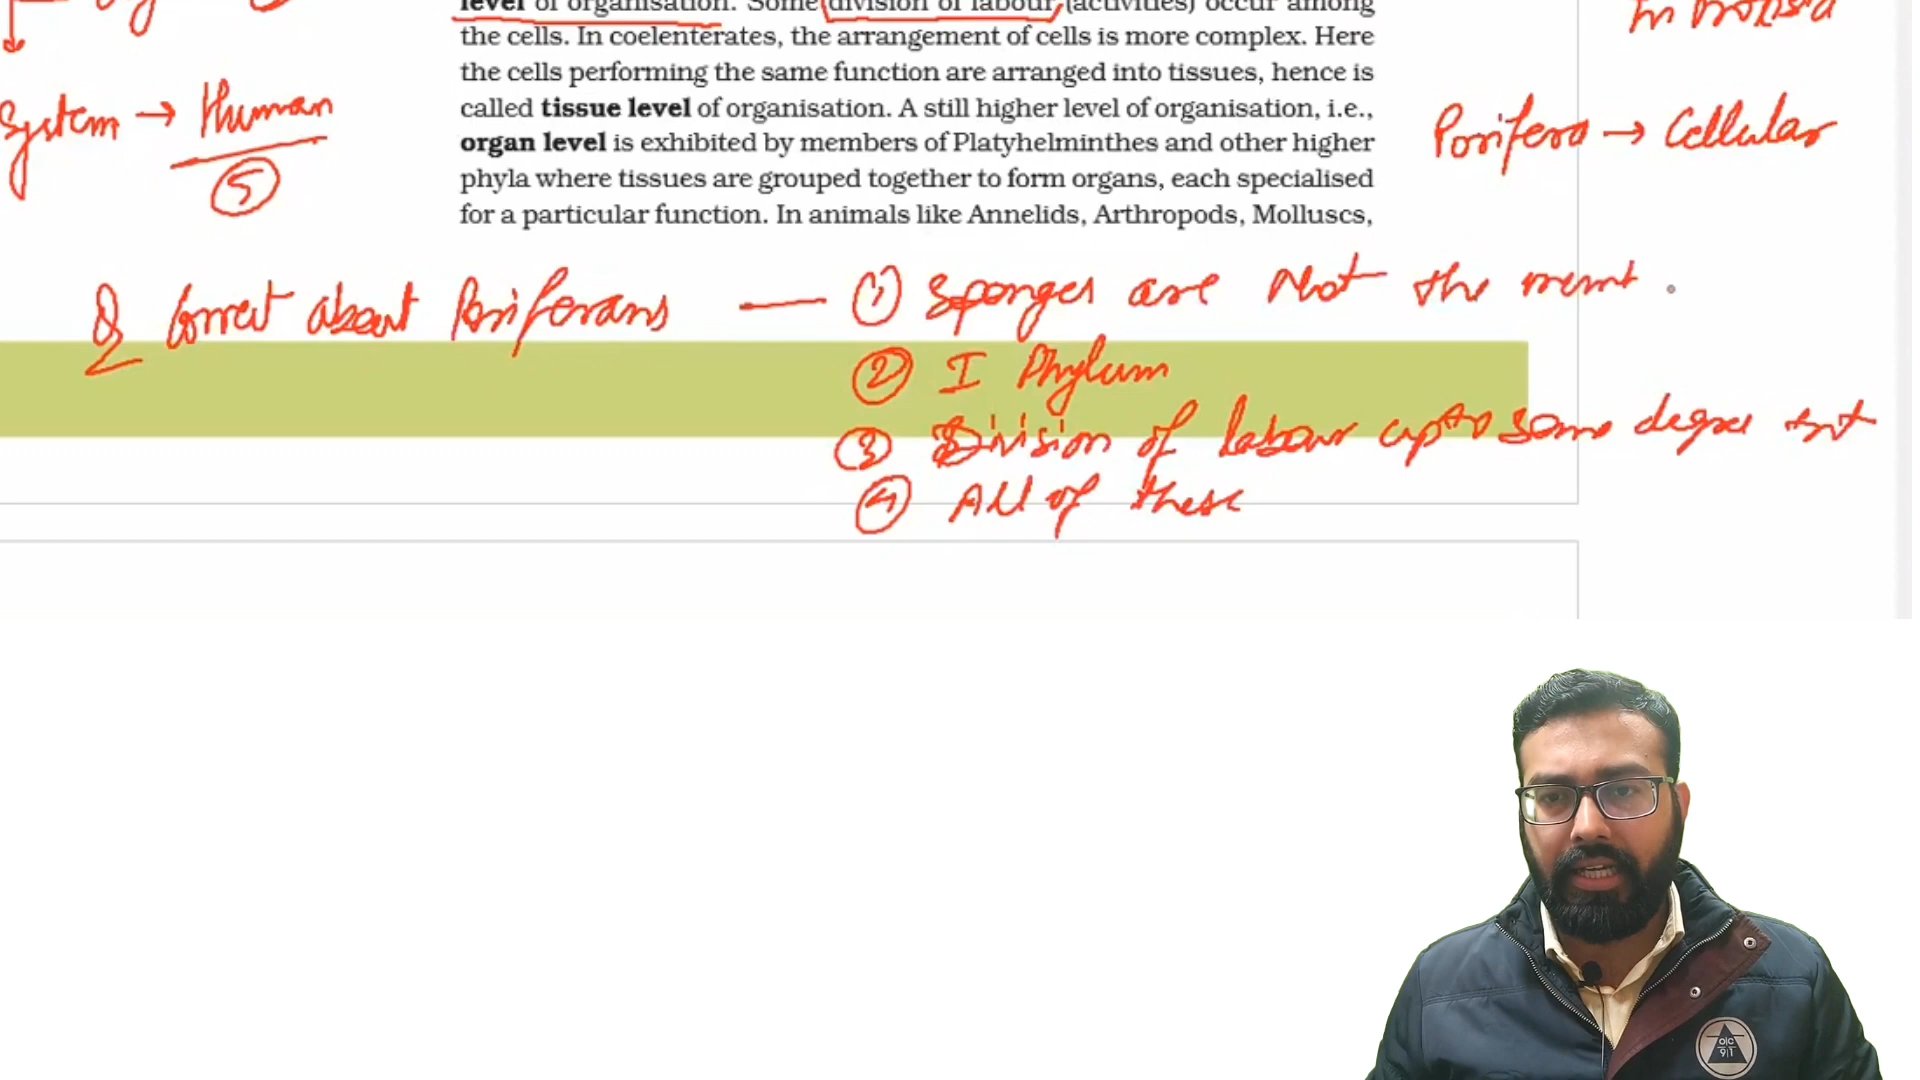 level of organisation. Some division of labour (activities) occur among
the cells. In coelenterates, the arrangement of cells is more complex. Here
the cells performing the same function are arranged into tissues, hence is
called tissue level of organisation. A still higher level of organisation, i.e.,
organ level is exhibited by members of Platyhelminthes and other higher
phyla where tissues are grouped together to form organs, each specialised
for a particular function. In animals like Annelids, Arthropods, Molluscs,
System → Human
5
Porifera → Cellular
Q Correct about Poriferans — ① Sponges are Not the
② I Phylum
③ Division of labour upto some degree
④ All of these
OC
91